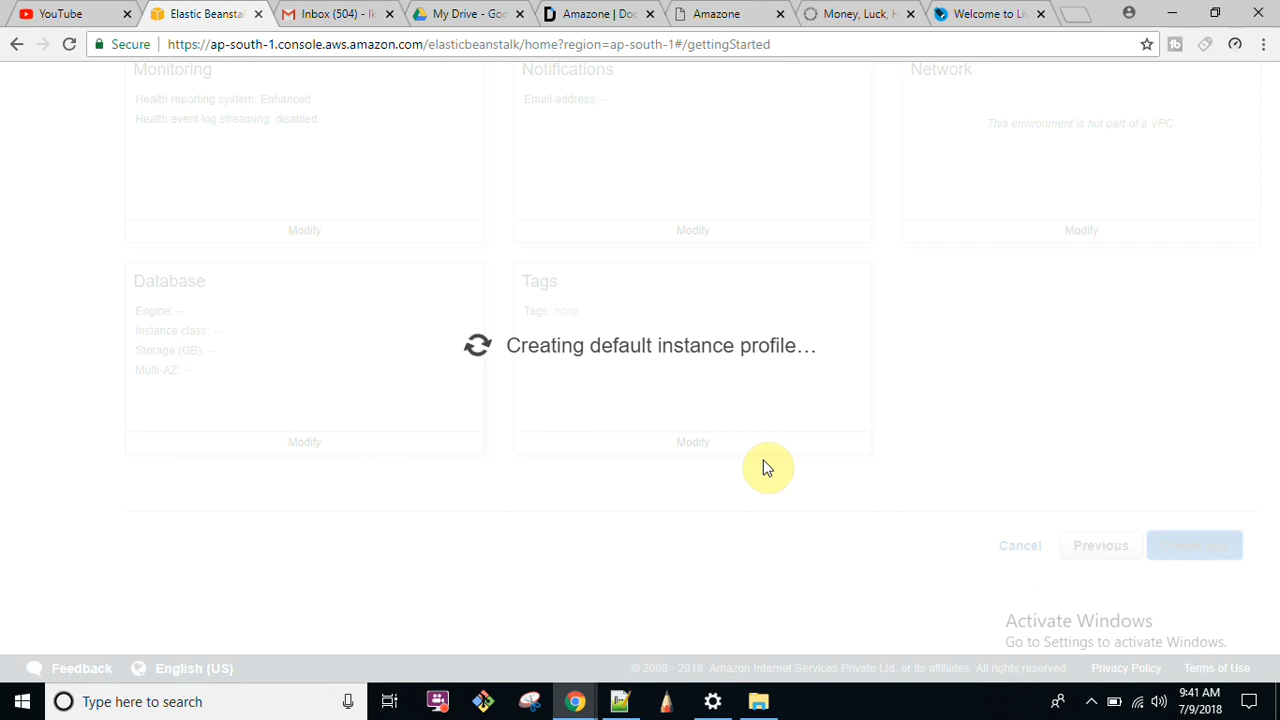 YouTube
Elastic Beanstal
Inbox (504) - Ik
My Drive - Goo
Amazone | Doc
Amazone
Money, Luck, H
Welcome to Liv
Secure
https://ap-south-1.console.aws.amazon.com/elasticbeanstalk/home?region=ap-south-1#/gettingStarted
Monitoring
Notifications
Network
Health reporting system: Enhanced
Health event log streaming: disabled
Email address: --
This environment is not part of a VPC.
Modify
Modify
Modify
Database
Engine: --
Instance class: --
Storage (GB): --
Multi-AZ: --
Modify
Tags
Tags: none
Modify
Creating default instance profile…
Cancel
Previous
Activate Windows
Go to Settings to activate Windows.
Feedback
English (US)
© 2008 - 2018, Amazon Internet Services Private Ltd. or its affiliates. All rights reserved
Privacy Policy
Terms of Use
Type here to search
9:41 AM
7/9/2018